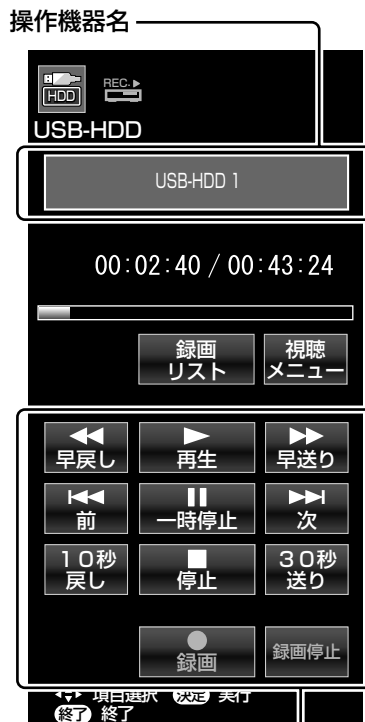 操作機器名
HDD
REC.▶
USB-HDD
USB-HDD 1
00:02:40 / 00:43:24
録画
リスト
視聴
メニュー
早戻し
再生
早送り
前
一時停止
次
10秒
戻し
停止
30秒
送り
録画
録画停止
項目選択 決定 実行
終了 終了